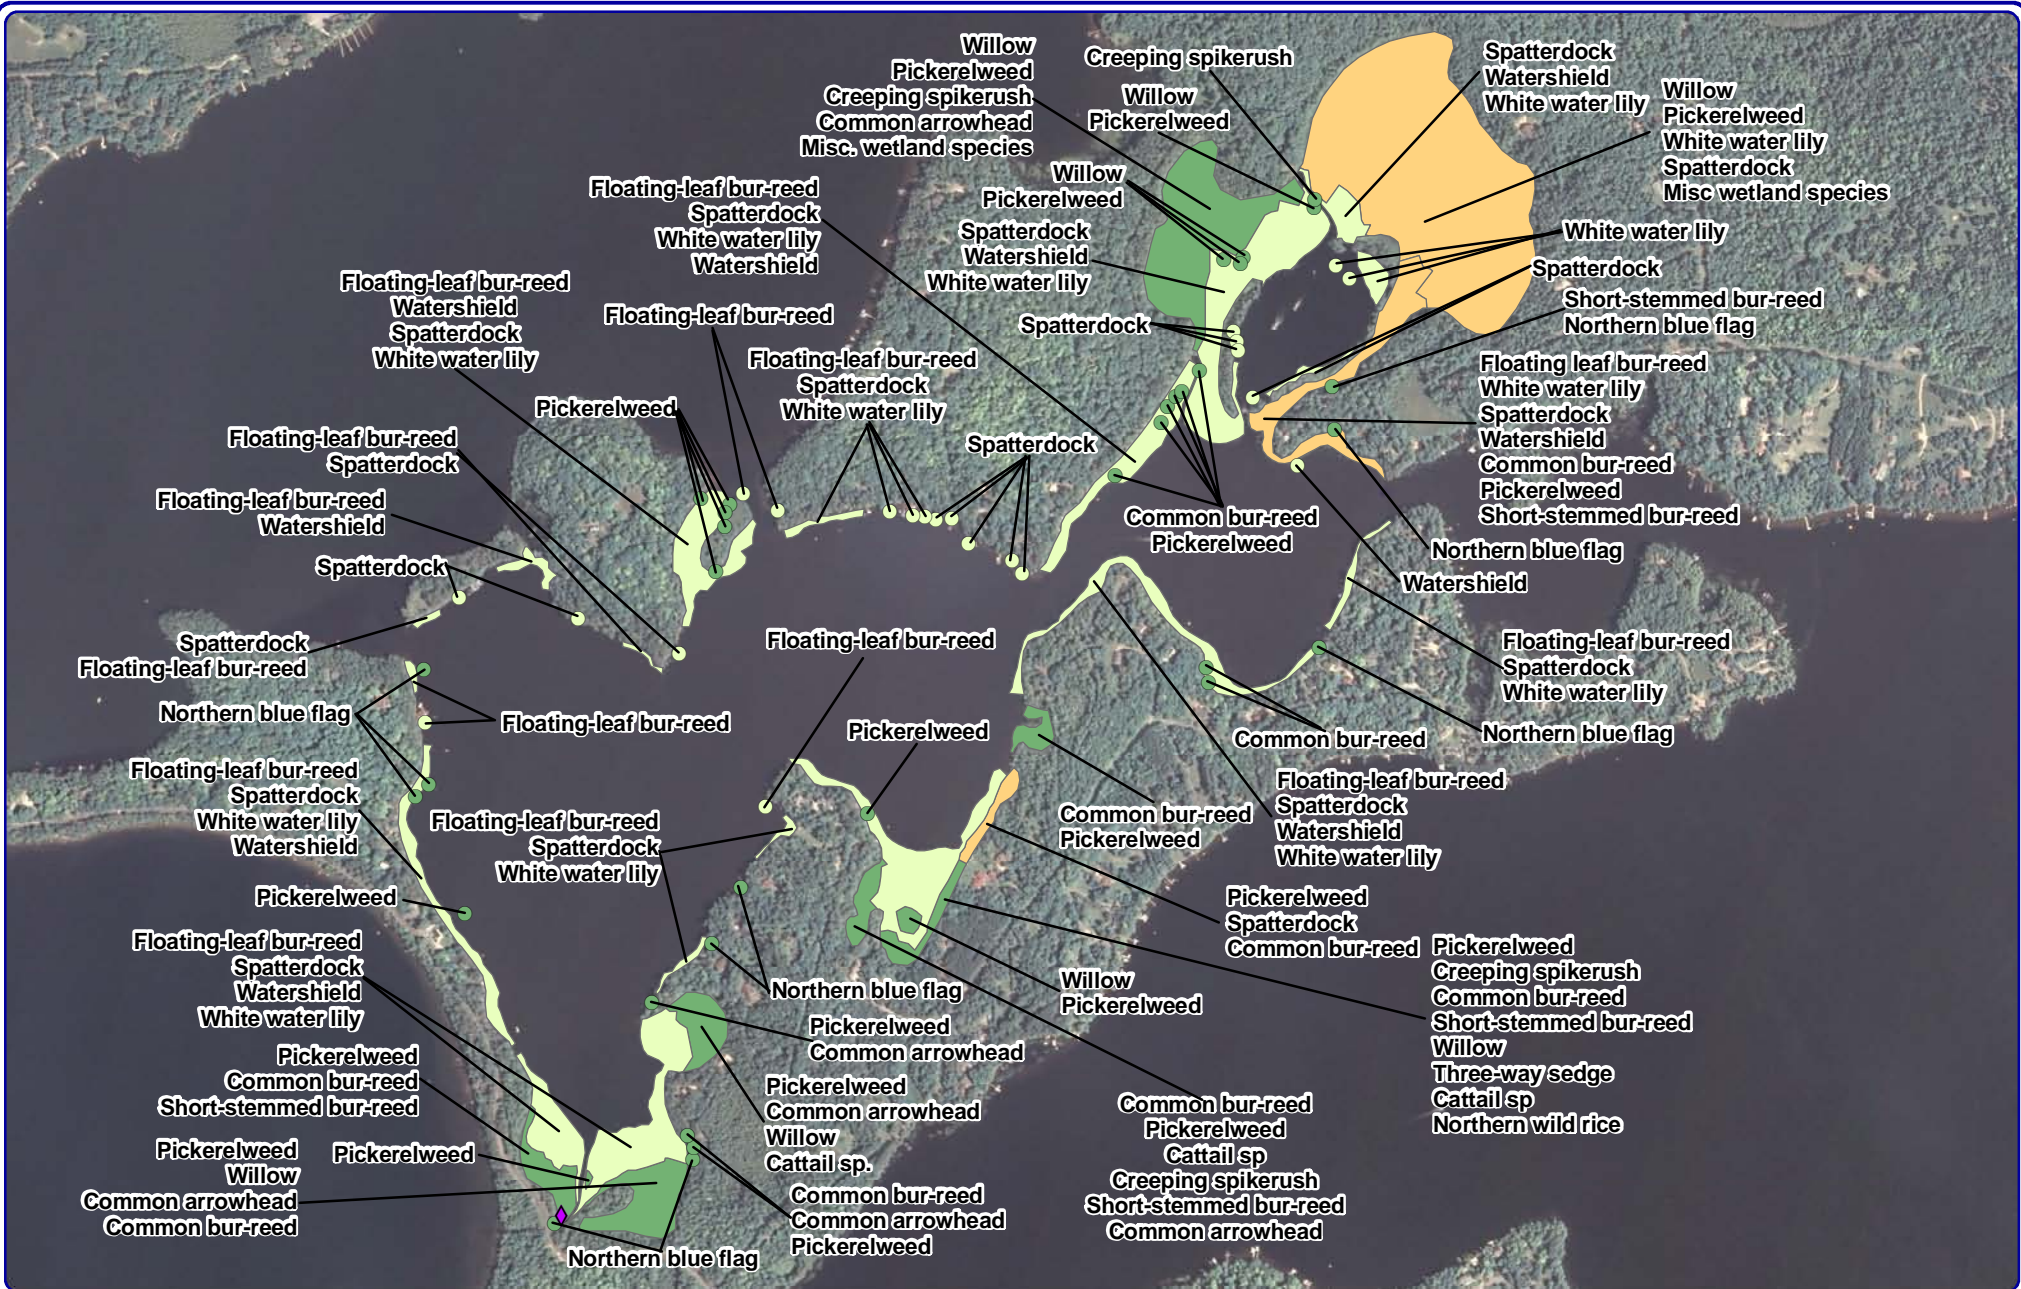 Willow
Pickerelweed
Creeping spikerush
Common arrowhead
Misc. wetland species
Creeping spikerush
Willow
Pickerelweed
Spatterdock
Watershield
White water lily
Willow
Pickerelweed
White water lily
Spatterdock
Misc wetland species
Willow
Pickerelweed
Floating-leaf bur-reed
Spatterdock
White water lily
Watershield
Spatterdock
Watershield
White water lily
White water lily
Spatterdock
Short-stemmed bur-reed
Northern blue flag
Floating-leaf bur-reed
Watershield
Spatterdock
White water lily
Floating-leaf bur-reed
Spatterdock
Floating-leaf bur-reed
Spatterdock
White water lily
Floating leaf bur-reed
White water lily
Spatterdock
Watershield
Common bur-reed
Pickerelweed
Short-stemmed bur-reed
Pickerelweed
Floating-leaf bur-reed
Spatterdock
Spatterdock
Floating-leaf bur-reed
Watershield
Common bur-reed
Pickerelweed
Northern blue flag
Spatterdock
Watershield
Spatterdock
Floating-leaf bur-reed
Floating-leaf bur-reed
Floating-leaf bur-reed
Spatterdock
White water lily
Northern blue flag
Floating-leaf bur-reed
Pickerelweed
Common bur-reed
Northern blue flag
Floating-leaf bur-reed
Spatterdock
White water lily
Watershield
Floating-leaf bur-reed
Spatterdock
White water lily
Common bur-reed
Pickerelweed
Floating-leaf bur-reed
Spatterdock
Watershield
White water lily
Pickerelweed
Pickerelweed
Spatterdock
Common bur-reed
Floating-leaf bur-reed
Spatterdock
Watershield
White water lily
Northern blue flag
Willow
Pickerelweed
Pickerelweed
Creeping spikerush
Common bur-reed
Short-stemmed bur-reed
Willow
Three-way sedge
Cattail sp
Northern wild rice
Pickerelweed
Common arrowhead
Pickerelweed
Common bur-reed
Short-stemmed bur-reed
Pickerelweed
Common arrowhead
Willow
Cattail sp.
Common bur-reed
Pickerelweed
Cattail sp
Creeping spikerush
Short-stemmed bur-reed
Common arrowhead
Pickerelweed
Willow
Common arrowhead
Common bur-reed
Pickerelweed
Common bur-reed
Common arrowhead
Pickerelweed
Northern blue flag